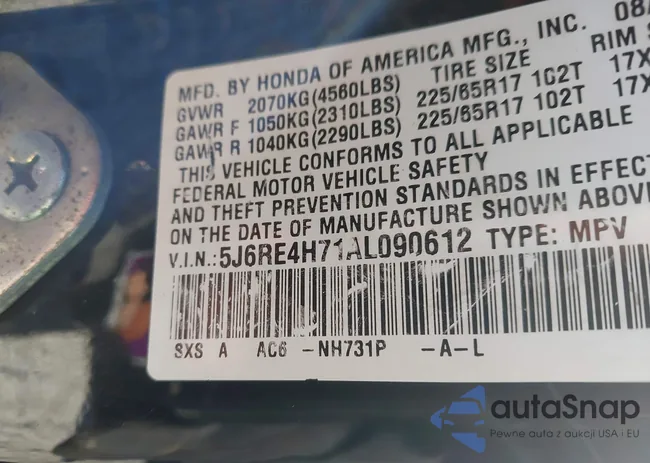 MFD. BY HONDA OF AMERICA MFG., INC. 08/
GVWR 2070KG(4560LBS) TIRE SIZE RIM S
GAWR F 1050KG(2310LBS) 225/65R17 102T 17X
GAWR R 1040KG(2290LBS) 225/65R17 102T 17X
THIS VEHICLE CONFORMS TO ALL APPLICABLE
FEDERAL MOTOR VEHICLE SAFETY
AND THEFT PREVENTION STANDARDS IN EFFECT
ON THE DATE OF MANUFACTURE SHOWN ABOVE
V.I.N.:5J6RE4H71AL090612 TYPE: MPV
SXS A AC6 -NH731P -A-L
autaSnap
Pewne auta z aukcji USA i EU